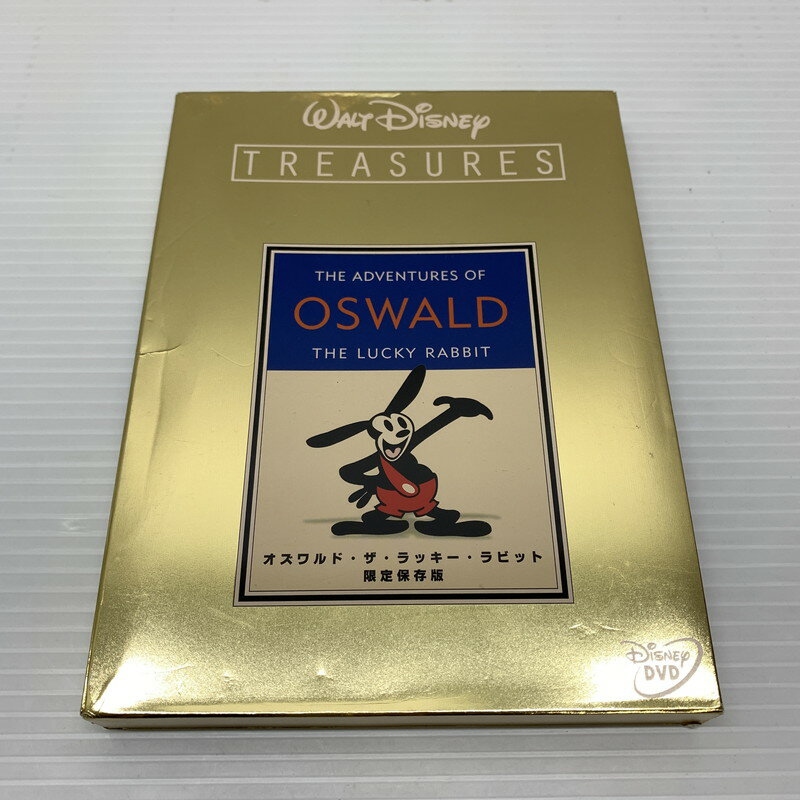 WALT DISNEY
TREASURES
THE ADVENTURES OF
OSWALD
THE LUCKY RABBIT
オズワルド・ザ・ラッキー・ラビット
限定保存版
DISNEY
DVD